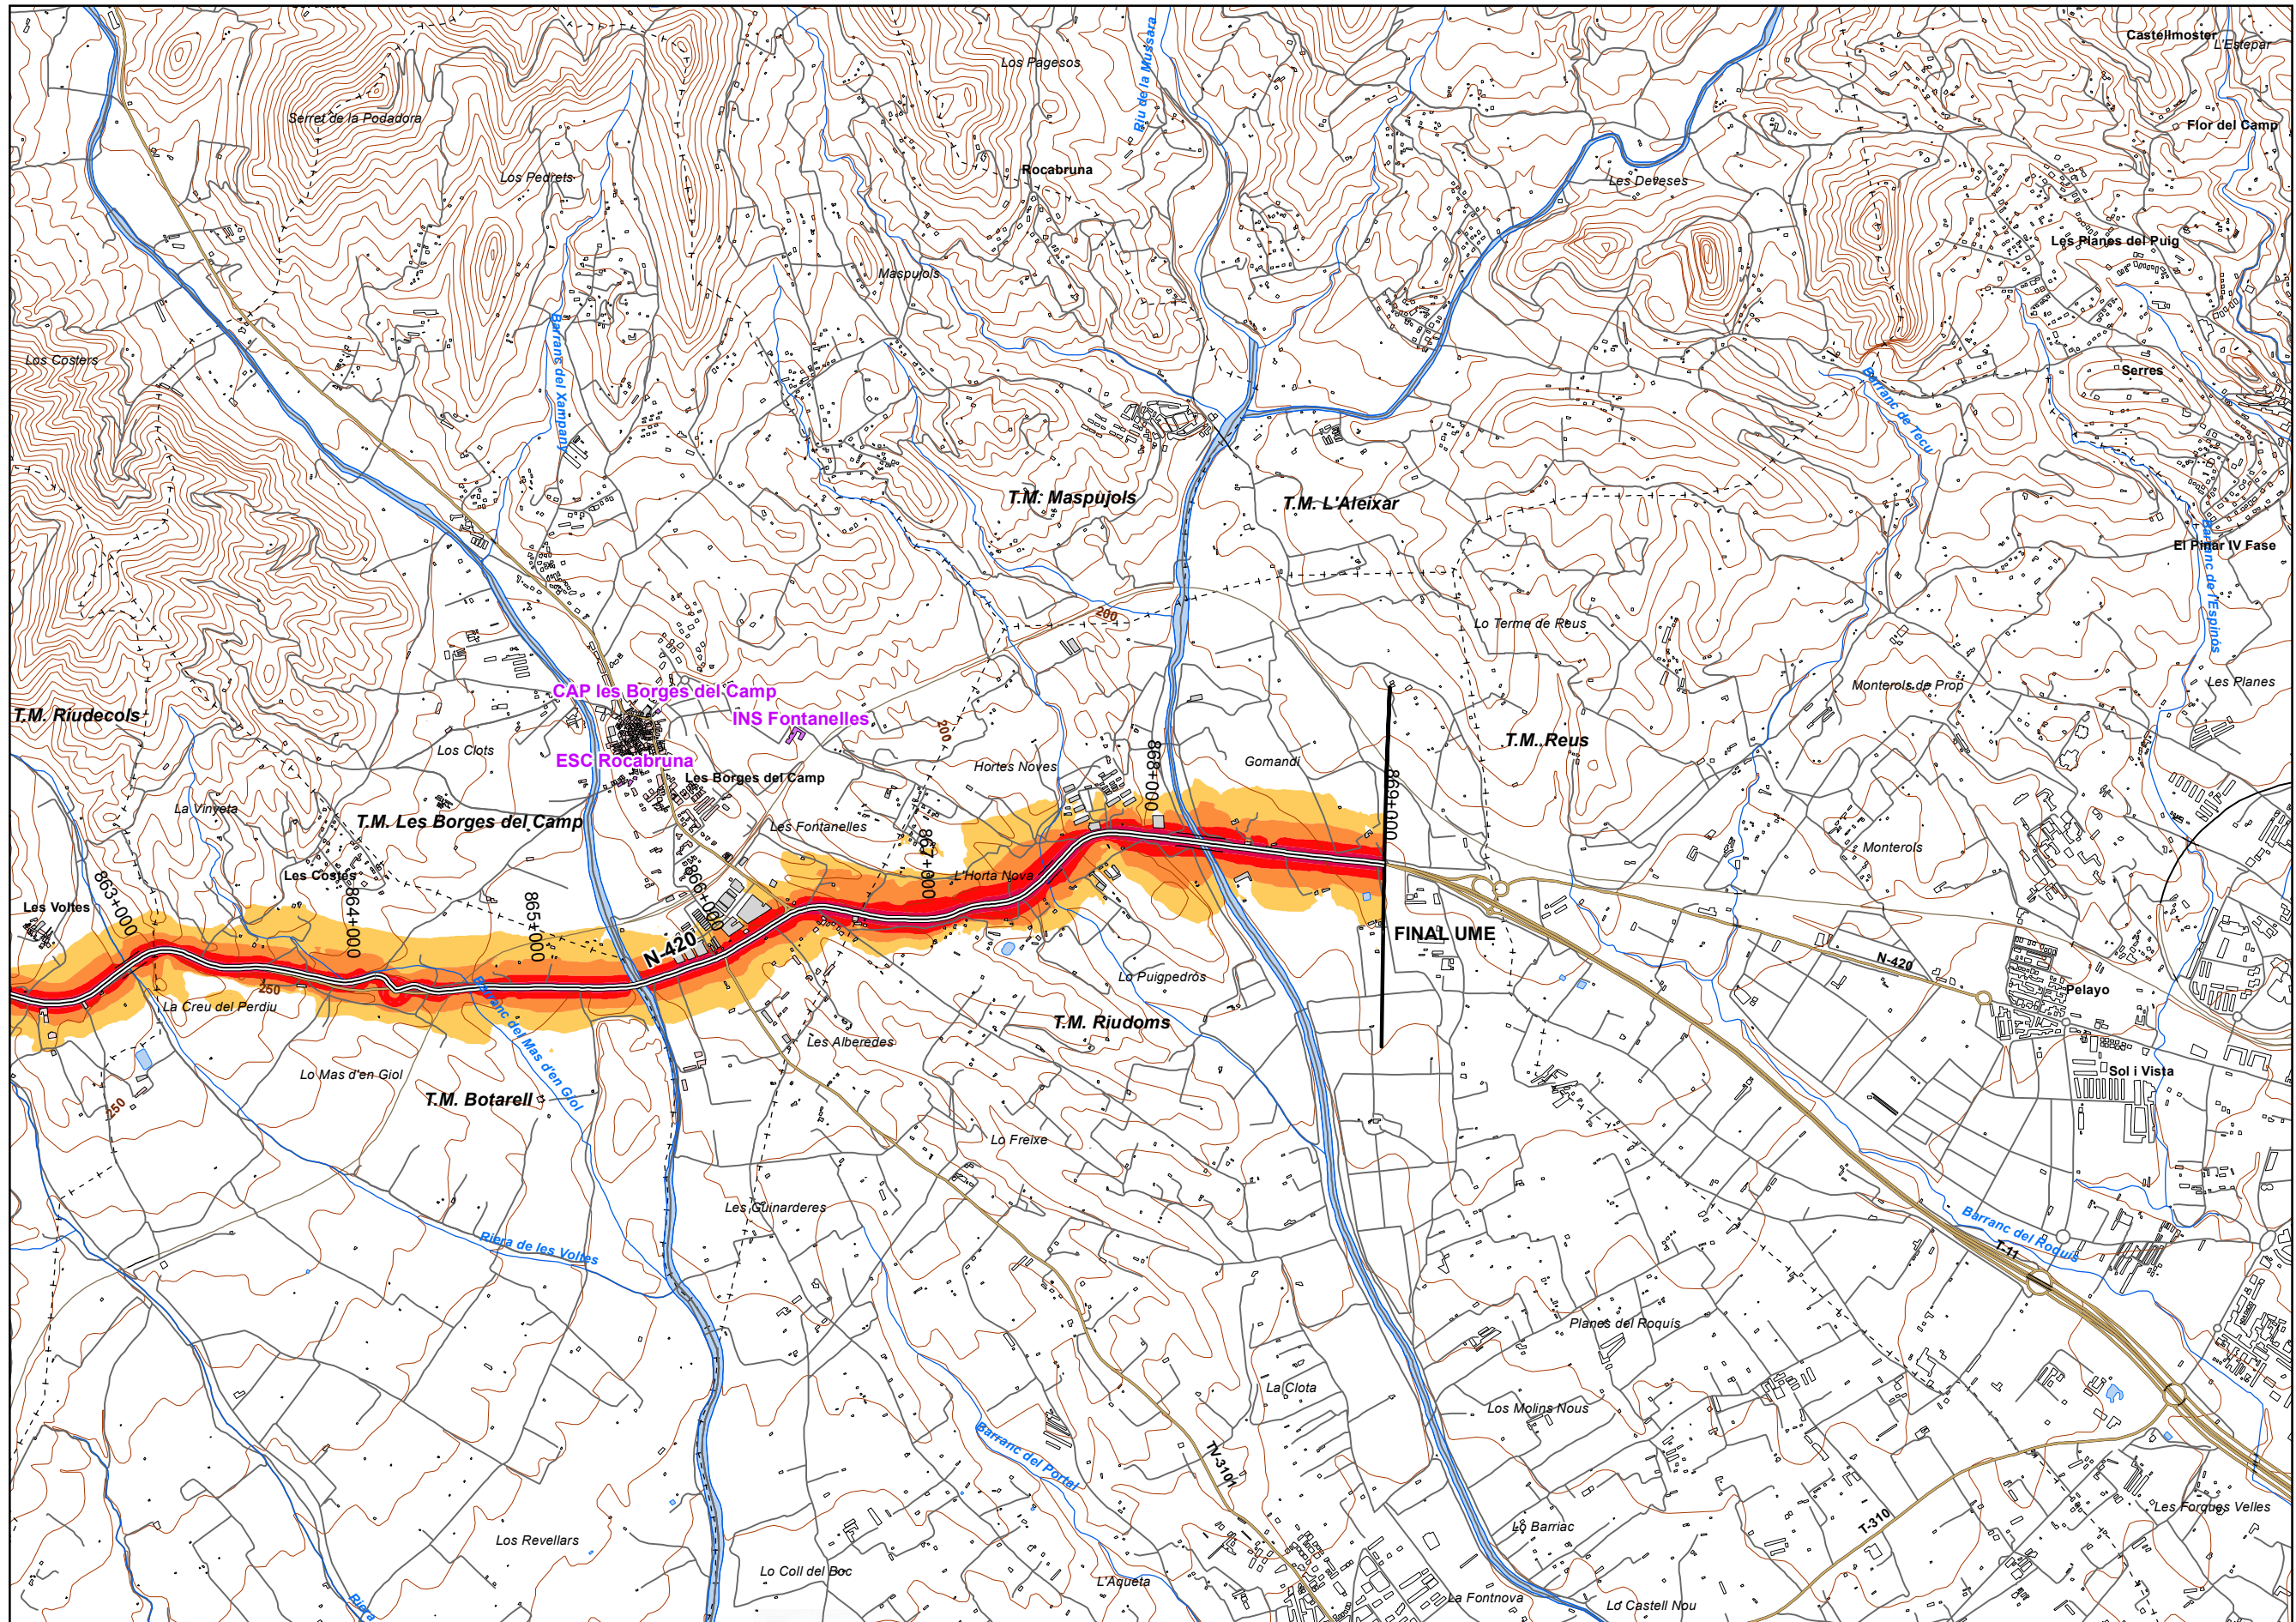 Castellmoster
L'Estepar
Los Pagesos
Riu de la Mussara
Serret de la Podadora
Flor del Camp
Rocabruna
Los Pedrets
Les Deveses
Les Planes del Puig
Maspujols
Los Costers
Barranc del Xampany
Serres
Barranc de Tecu
T.M. Maspujols
T.M. L'Aleixar
El Pinar IV Fase
Barranc de l'Espinós
200
Lo Terme de Reus
CAP les Borges del Camp
Monterols de Prop
Les Planes
T.M. Riudecols
INS Fontanelles
200
T.M. Reus
Los Clots
ESC Rocabruna
Gomandi
Hortes Noves
Les Borges del Camp
868+000
869+000
La Vinyeta
T.M. Les Borges del Camp
Les Fontanelles
Monterols
867+000
L'Horta Nova
Les Costes
863+000
864+000
865+000
866+000
Les Voltes
FINAL UME
N-420
N-420
Lo Puigpedrós
250
Pelayo
La Creu del Perdiu
T.M. Riudoms
Barranc del Mas d'en Giol
Les Alberedes
Lo Mas d'en Giol
Sol i Vista
T.M. Botarell
250
Lo Freixe
Les Guinarderes
Barranc del Roquís
T-11
Riera de les Voltes
Planes del Roquís
La Clota
Los Molins Nous
Barranc del Portal
TV-3101
Les Forques Velles
T-310
Lo Barriac
Los Revellars
Lo Coll del Boc
L'Aqueta
La Fontnova
Lo Castell Nou
Riera